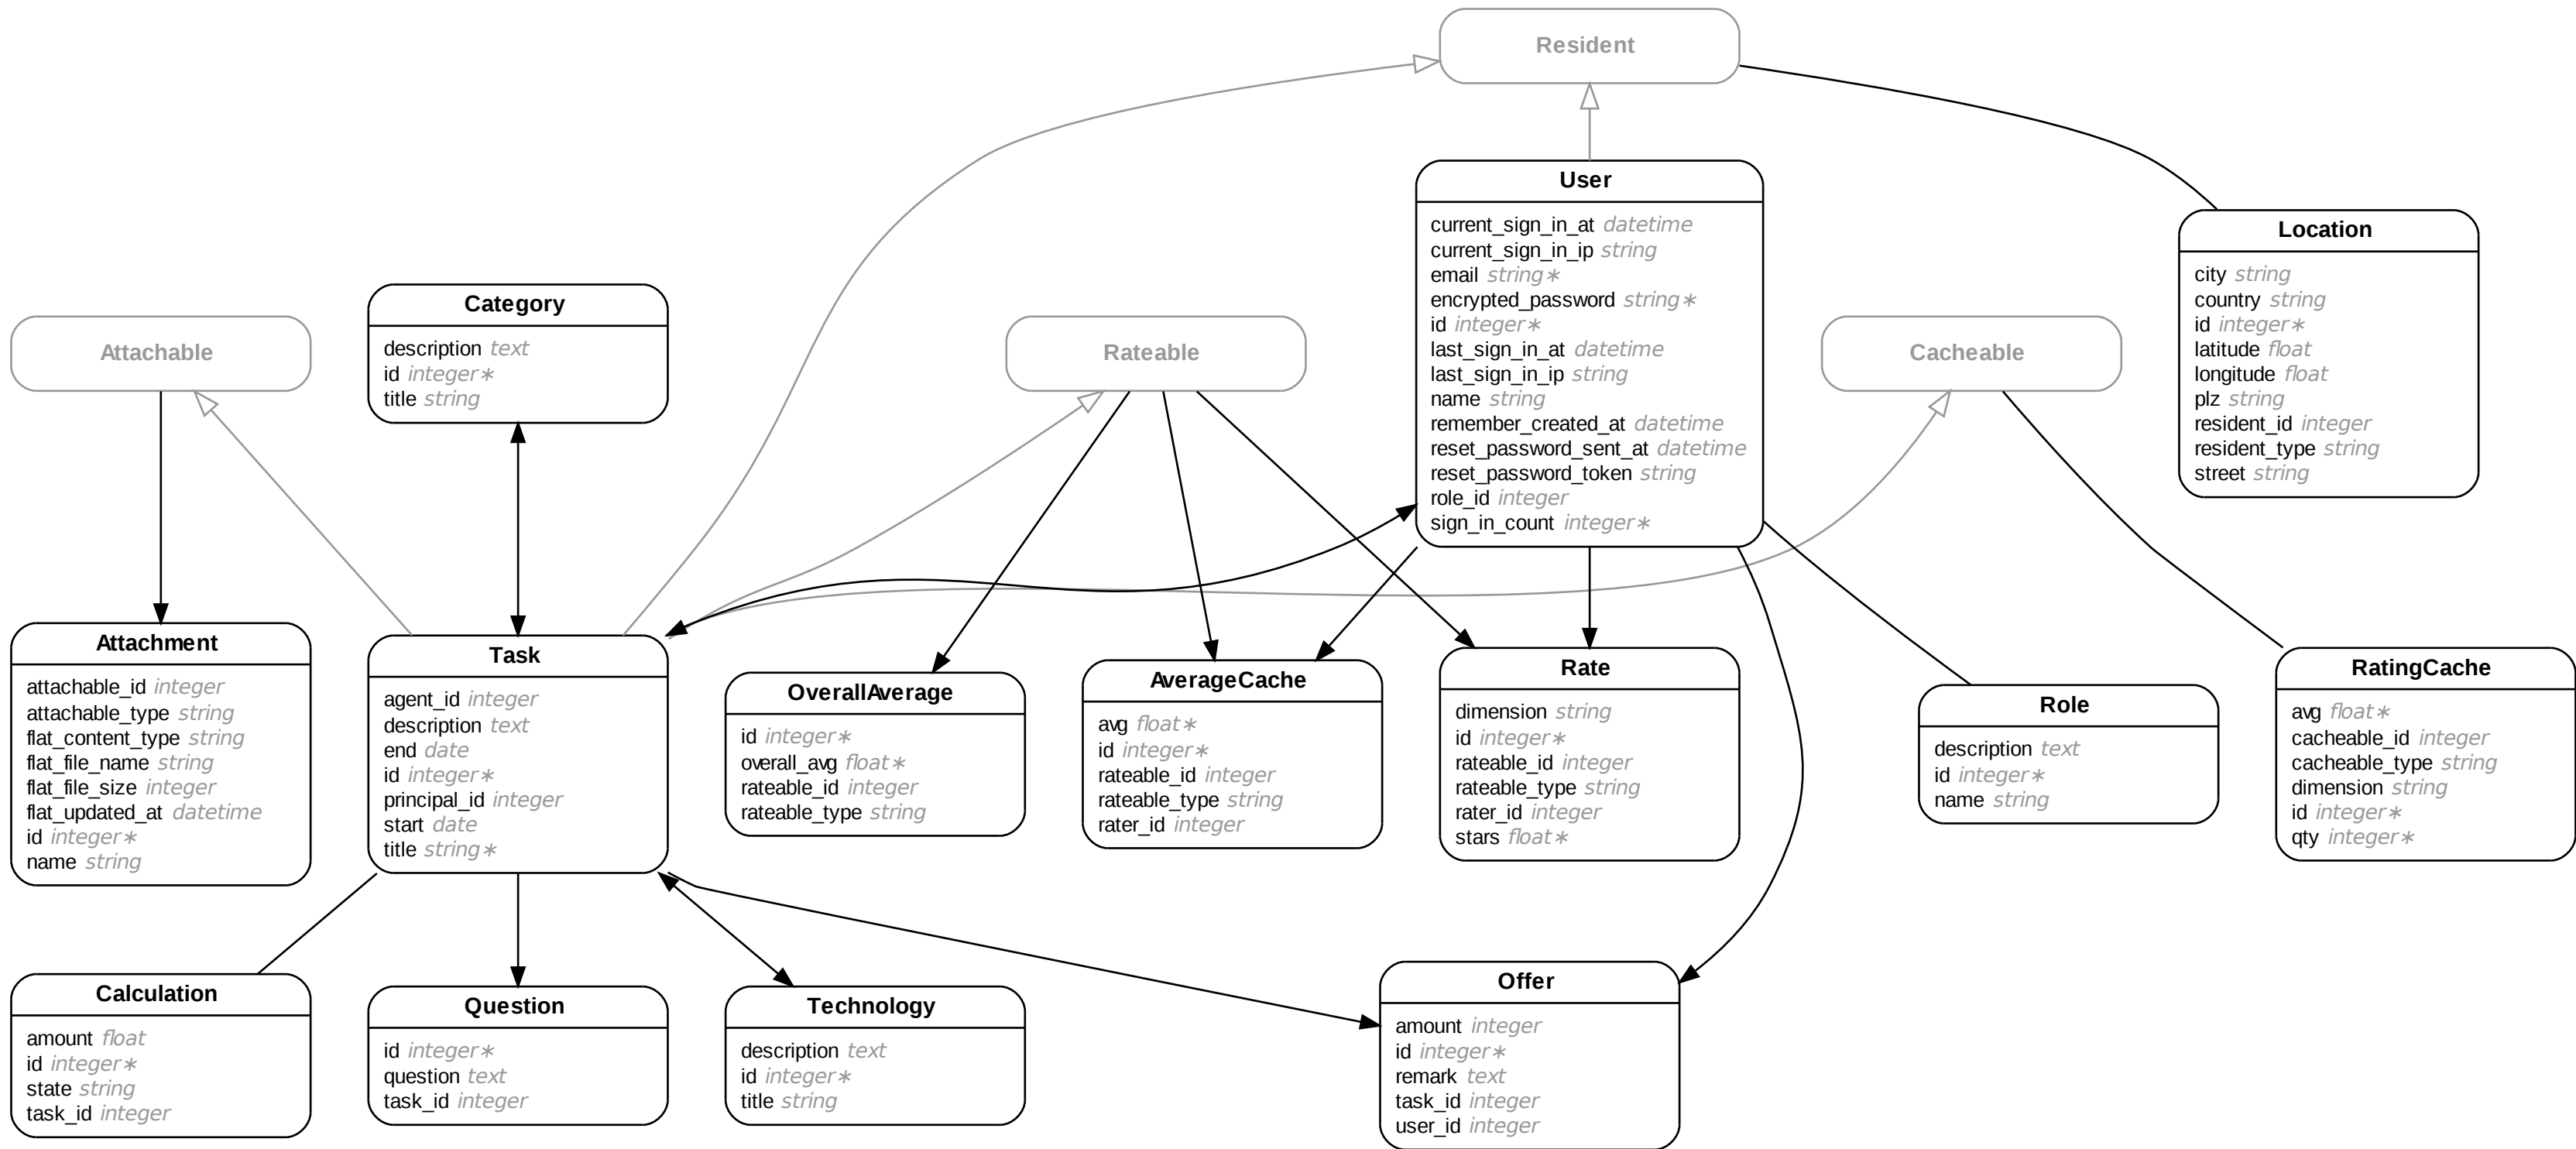 Resident
User
current_sign_in_at datetime
current_sign_in_ip string
email string∗
encrypted_password string∗
id integer∗
last_sign_in_at datetime
last_sign_in_ip string
name string
remember_created_at datetime
reset_password_sent_at datetime
reset_password_token string
role_id integer
sign_in_count integer∗
Location
city string
country string
id integer∗
latitude float
longitude float
plz string
resident_id integer
resident_type string
street string
Attachable
Category
description text
id integer∗
title string
Rateable
Cacheable
Attachment
attachable_id integer
attachable_type string
flat_content_type string
flat_file_name string
flat_file_size integer
flat_updated_at datetime
id integer∗
name string
Task
agent_id integer
description text
end date
id integer∗
principal_id integer
start date
title string∗
OverallAverage
id integer∗
overall_avg float∗
rateable_id integer
rateable_type string
AverageCache
avg float∗
id integer∗
rateable_id integer
rateable_type string
rater_id integer
Rate
dimension string
id integer∗
rateable_id integer
rateable_type string
rater_id integer
stars float∗
Role
description text
id integer∗
name string
RatingCache
avg float∗
cacheable_id integer
cacheable_type string
dimension string
id integer∗
qty integer∗
Calculation
amount float
id integer∗
state string
task_id integer
Question
id integer∗
question text
task_id integer
Technology
description text
id integer∗
title string
Offer
amount integer
id integer∗
remark text
task_id integer
user_id integer